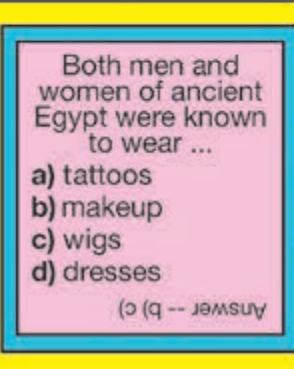 Both men and
women of ancient
Egypt were known
to wear ...
a) tattoos
b) makeup
c) wigs
d) dresses
Answer -- b) c)